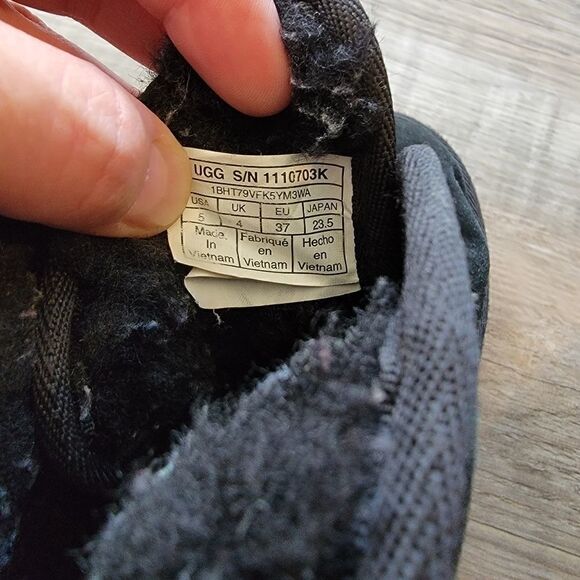 UGG S/N 1110703K
1BHT79VFK5YM3WA
USA UK EU JAPAN
5 4 37 23.5
Made Fabriqué Hecho
In en en
Vietnam Vietnam Vietnam